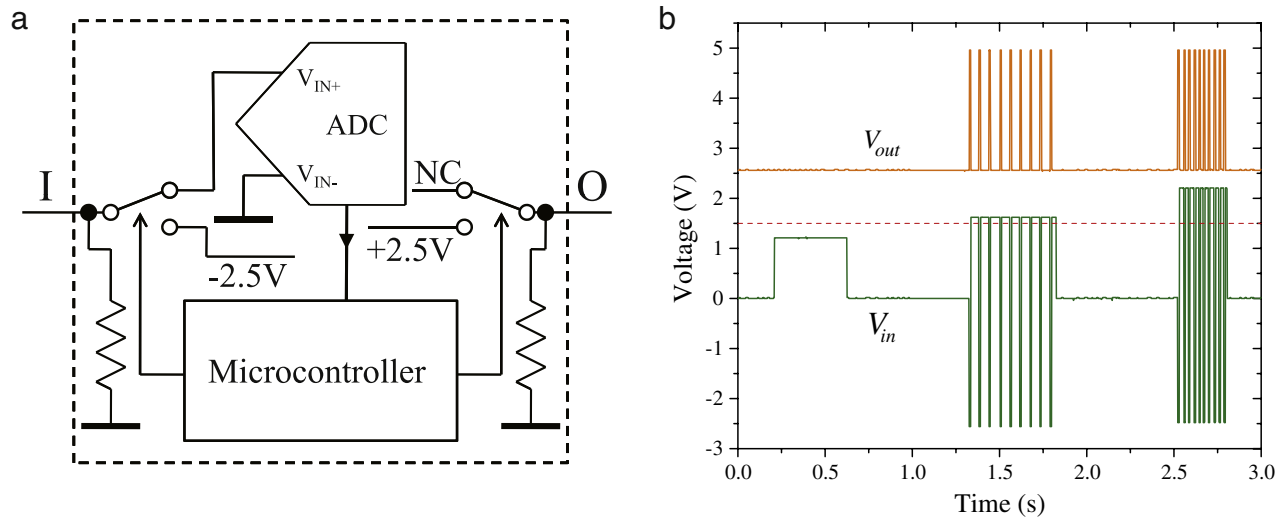 a
V_IN+
ADC
V_IN-
NC
I
O
-2.5V
+2.5V
Microcontroller
b
5
4
3
2
1
0
-1
-2
-3
Voltage (V)
V_out
V_in
0.0
0.5
1.0
1.5
2.0
2.5
3.0
Time (s)